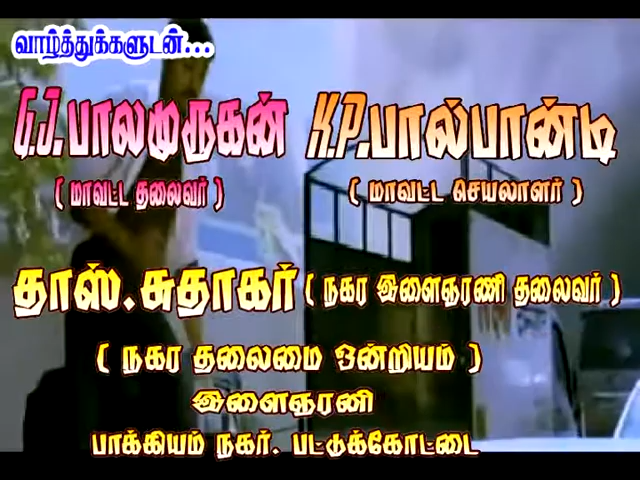 வாழ்த்துக்களுடன்...
G.J.பாலமுருகன் K.P.பால்பாண்டி
( மாவட்ட தலைவர் ) ( மாவட்ட செயலாளர் )
தாஸ்.சுதாகர் ( நகர இளைஞரணி தலைவர் )
( நகர தலைமை ஒன்றியம் )
இளைஞரணி
பாக்கியம் நகர். பட்டுக்கோட்டை